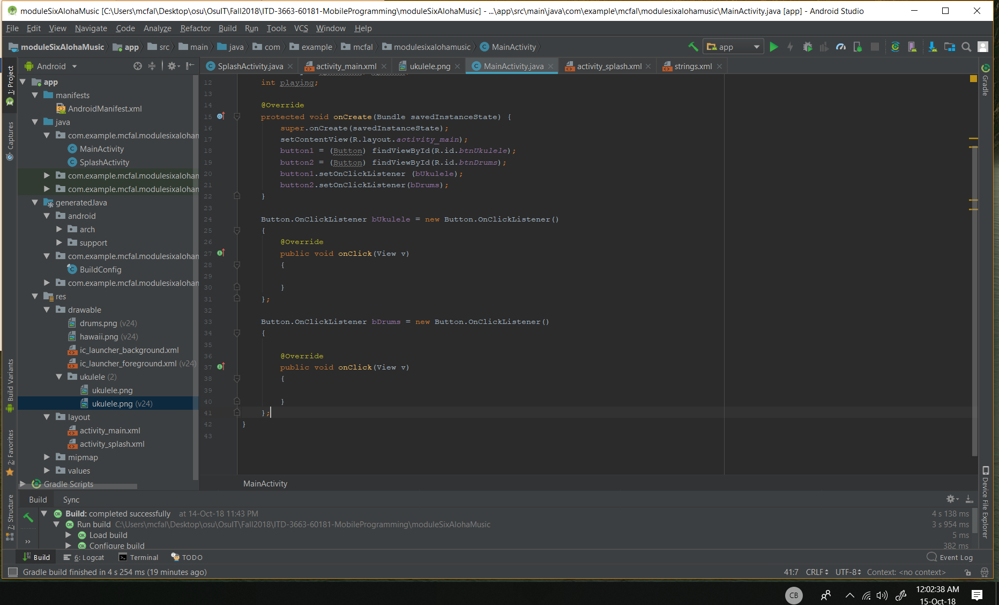 moduleSixAlohaMusic [C:\Users\mcfal\Desktop\osu\OsuIT\Fall2018\ITD-3663-60181-MobileProgramming\moduleSixAlohaMusic] - ...\app\src\main\java\com\example\mcfal\modulesixalohamusic\MainActivity.java [app] - Android Studio
File Edit View Navigate Code Analyze Refactor Build Run Tools VCS Window Help
moduleSixAlohaMusic app src main java com example mcfal modulesixalohamusic MainActivity app
Android SplashActivity.java activity_main.xml ukulele.png MainActivity.java activity_splash.xml strings.xml
1: Project
Captures
Build Variants
2: Favorites
7: Structure
app
manifests
AndroidManifest.xml
java
com.example.mcfal.modulesixalohan
MainActivity
SplashActivity
com.example.mcfal.modulesixalohan
com.example.mcfal.modulesixalohan
generatedJava
android
arch
support
com.example.mcfal.modulesixalohan
BuildConfig
com.example.mcfal.modulesixalohan
res
drawable
drums.png (v24)
hawaii.png (v24)
ic_launcher_background.xml
ic_launcher_foreground.xml (v24)
ukulele (2)
ukulele.png
ukulele.png (v24)
layout
activity_main.xml
activity_splash.xml
mipmap
values
Gradle Scripts
12 int playing;
13
14 @Override
15 protected void onCreate(Bundle savedInstanceState) {
16 super.onCreate(savedInstanceState);
17 setContentView(R.layout.activity_main);
18 button1 = (Button) findViewById(R.id.btnUkulele);
19 button2 = (Button) findViewById(R.id.btnDrums);
20 button1.setOnClickListener (bUkulele);
21 button2.setOnClickListener(bDrums);
22 }
23
24 Button.OnClickListener bUkulele = new Button.OnClickListener()
25 {
26 @Override
27 public void onClick(View v)
28 {
29
30 }
31 };
32
33 Button.OnClickListener bDrums = new Button.OnClickListener()
34 {
35
36 @Override
37 public void onClick(View v)
38 {
39
40 }
41 };
42 }
43
MainActivity
Gradle
Device File Explorer
Build Sync
Build: completed successfully at 14-Oct-18 11:43 PM 4 s 138 ms
Run build C:\Users\mcfal\Desktop\osu\OsuIT\Fall2018\ITD-3663-60181-MobileProgramming\moduleSixAlohaMusic 3 s 954 ms
Load build 5 ms
Configure build 382 ms
Build 6: Logcat Terminal TODO Event Log
Gradle build finished in 4 s 254 ms (19 minutes ago) 41:7 CRLF UTF-8 Context: <no context>
CB 12:02:38 AM
15-Oct-18